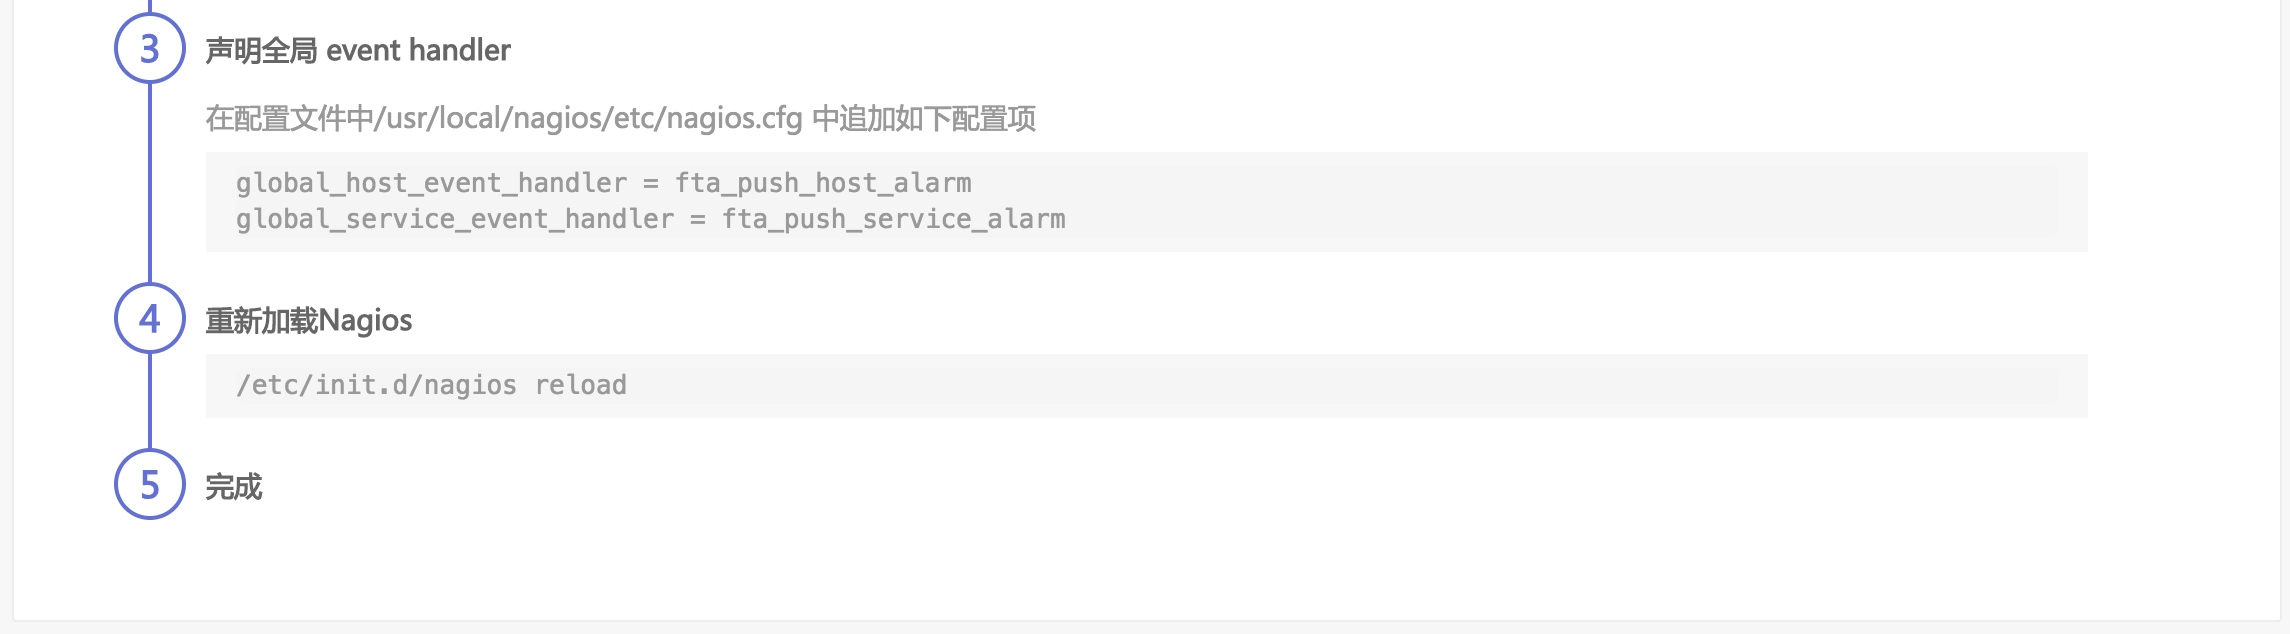 3 声明全局 event handler
在配置文件中/usr/local/nagios/etc/nagios.cfg 中追加如下配置项
global_host_event_handler = fta_push_host_alarm
global_service_event_handler = fta_push_service_alarm
4 重新加载Nagios
/etc/init.d/nagios reload
5 完成